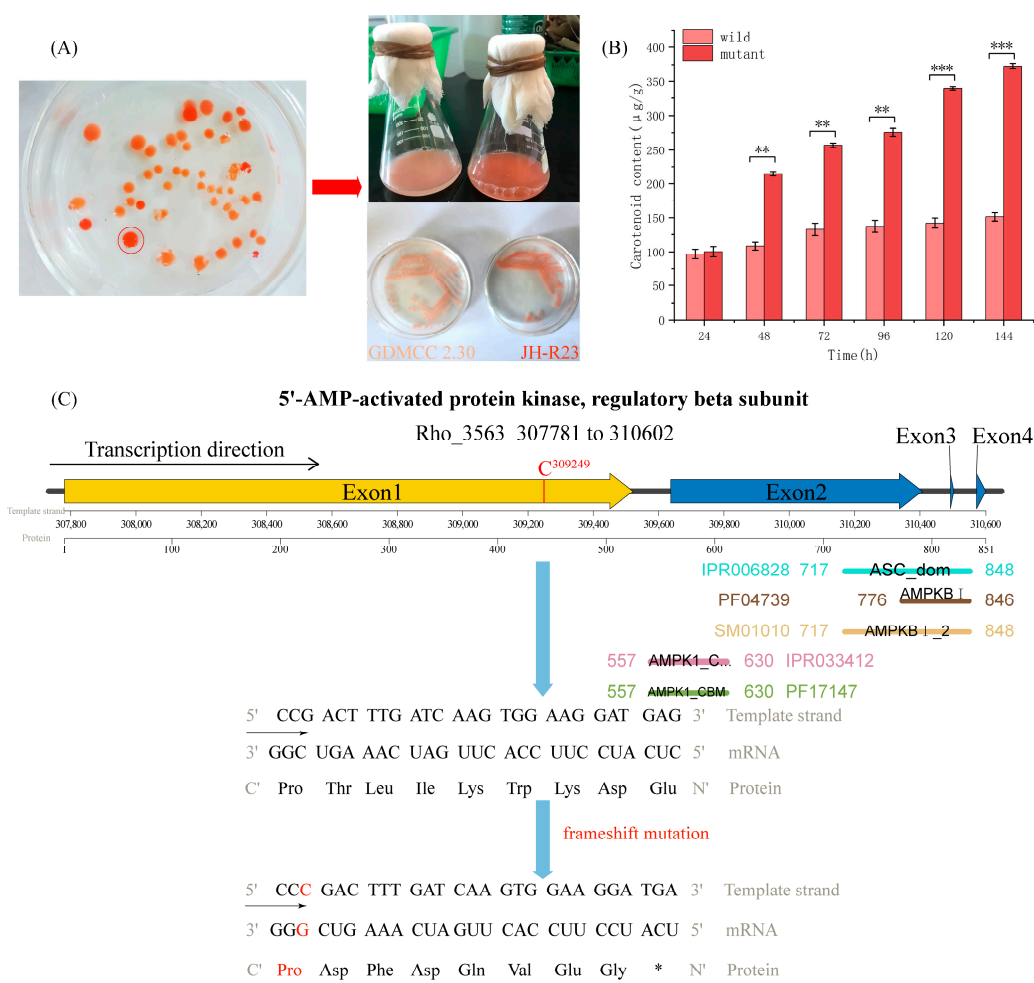 (A)
GDMCC 2.30
JH-R23
(B)
wild
mutant
400
350
300
250
200
150
100
50
0
Carotenoid content(μg/g)
**
**
**
***
***
24 48 72 96 120 144
Time(h)
(C)
5'-AMP-activated protein kinase, regulatory beta subunit
Rho_3563 307781 to 310602
Exon3 Exon4
Transcription direction
C309249
Exon1 Exon2
Template strand
307,800 308,000 308,200 308,400 308,600 308,800 309,000 309,200 309,400 309,600 309,800 310,000 310,200 310,400 310,600
Protein
1 100 200 300 400 500 600 700 800 851
IPR006828 717 ASC_dom 848
PF04739 776 AMPKBI 846
SM01010 717 AMPKBI_2 848
557 AMPK1_C... 630 IPR033412
557 AMPK1_CBM 630 PF17147
5' CCG ACT TTG ATC AAG TGG AAG GAT GAG 3' Template strand
3' GGC UGA AAC UAG UUC ACC UUC CUA CUC 5' mRNA
C' Pro Thr Leu Ile Lys Trp Lys Asp Glu N' Protein
frameshift mutation
5' CCC GAC TTT GAT CAA GTG GAA GGA TGA 3' Template strand
3' GGG CUG AAA CUA GUU CAC CUU CCU ACU 5' mRNA
C' Pro Asp Phe Asp Gln Val Glu Gly * N' Protein